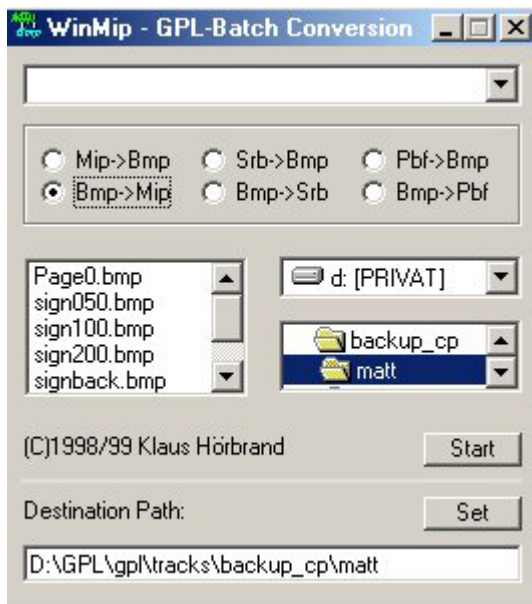 WinMip - GPL-Batch Conversion
Mip->Bmp Srb->Bmp Pbf->Bmp
Bmp->Mip Bmp->Srb Bmp->Pbf
Page0.bmp
sign050.bmp
sign100.bmp
sign200.bmp
signback.bmp
d: [PRIVAT]
backup_cp
matt
(C)1998/99 Klaus Hörbrand
Start
Destination Path:
Set
D:\GPL\gpl\tracks\backup_cp\matt